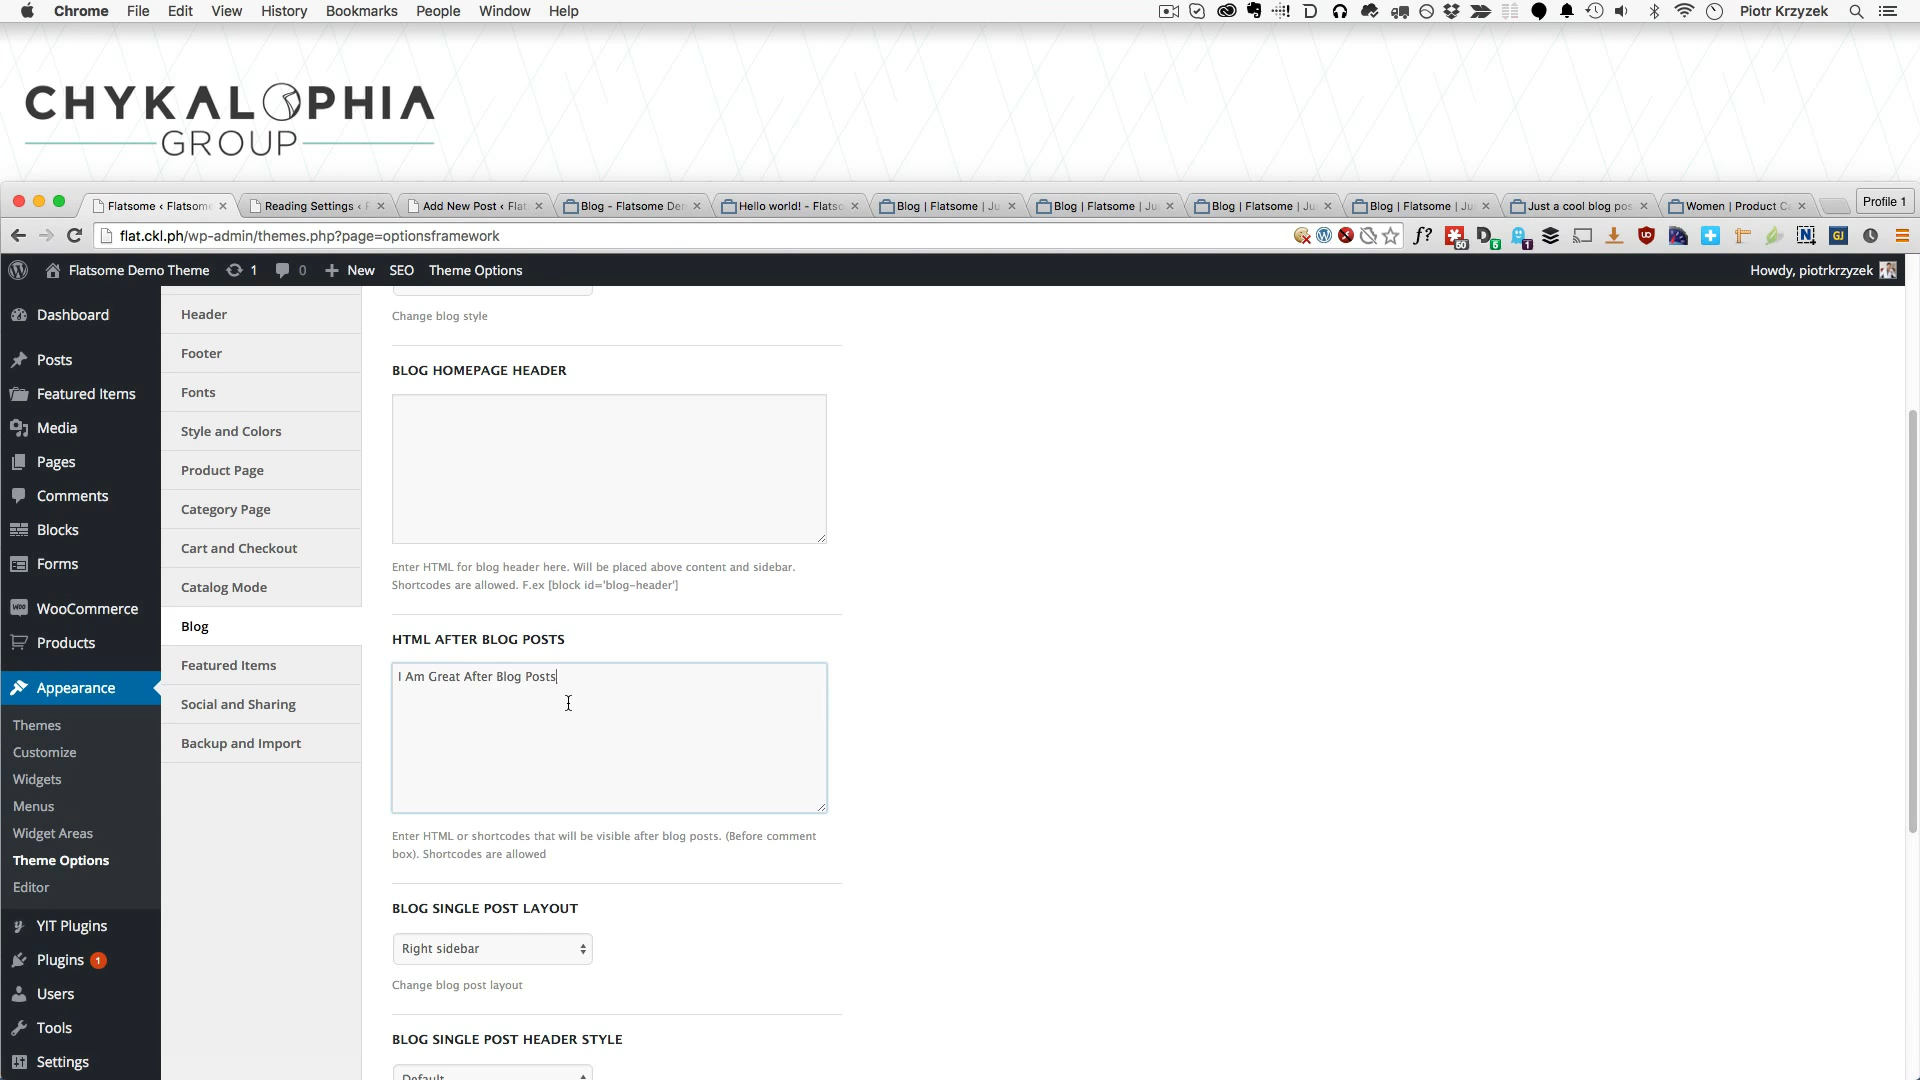 Chrome File Edit View History Bookmarks People Window Help Piotr Krzyzek
CHYKALOPHIA
GROUP
Flatsome ‹ Flatsome Reading Settings ‹ F Add New Post ‹ Flat Blog - Flatsome De Hello world! - Flatso Blog | Flatsome | Ju Blog | Flatsome | Ju Blog | Flatsome | Ju Blog | Flatsome | Ju Just a cool blog pos Women | Product C Profile 1
flat.ckl.ph/wp-admin/themes.php?page=optionsframework
Flatsome Demo Theme 1 0 New SEO Theme Options Howdy, piotrkrzyzek
Dashboard
Posts
Featured Items
Media
Pages
Comments
Blocks
Forms
WooCommerce
Products
Appearance
Themes
Customize
Widgets
Menus
Widget Areas
Theme Options
Editor
YIT Plugins
Plugins 1
Users
Tools
Settings
Header
Footer
Fonts
Style and Colors
Product Page
Category Page
Cart and Checkout
Catalog Mode
Blog
Featured Items
Social and Sharing
Backup and Import
Change blog style
BLOG HOMEPAGE HEADER
Enter HTML for blog header here. Will be placed above content and sidebar.
Shortcodes are allowed. F.ex [block id='blog-header']
HTML AFTER BLOG POSTS
I Am Great After Blog Posts
Enter HTML or shortcodes that will be visible after blog posts. (Before comment
box). Shortcodes are allowed
BLOG SINGLE POST LAYOUT
Right sidebar
Change blog post layout
BLOG SINGLE POST HEADER STYLE
Default